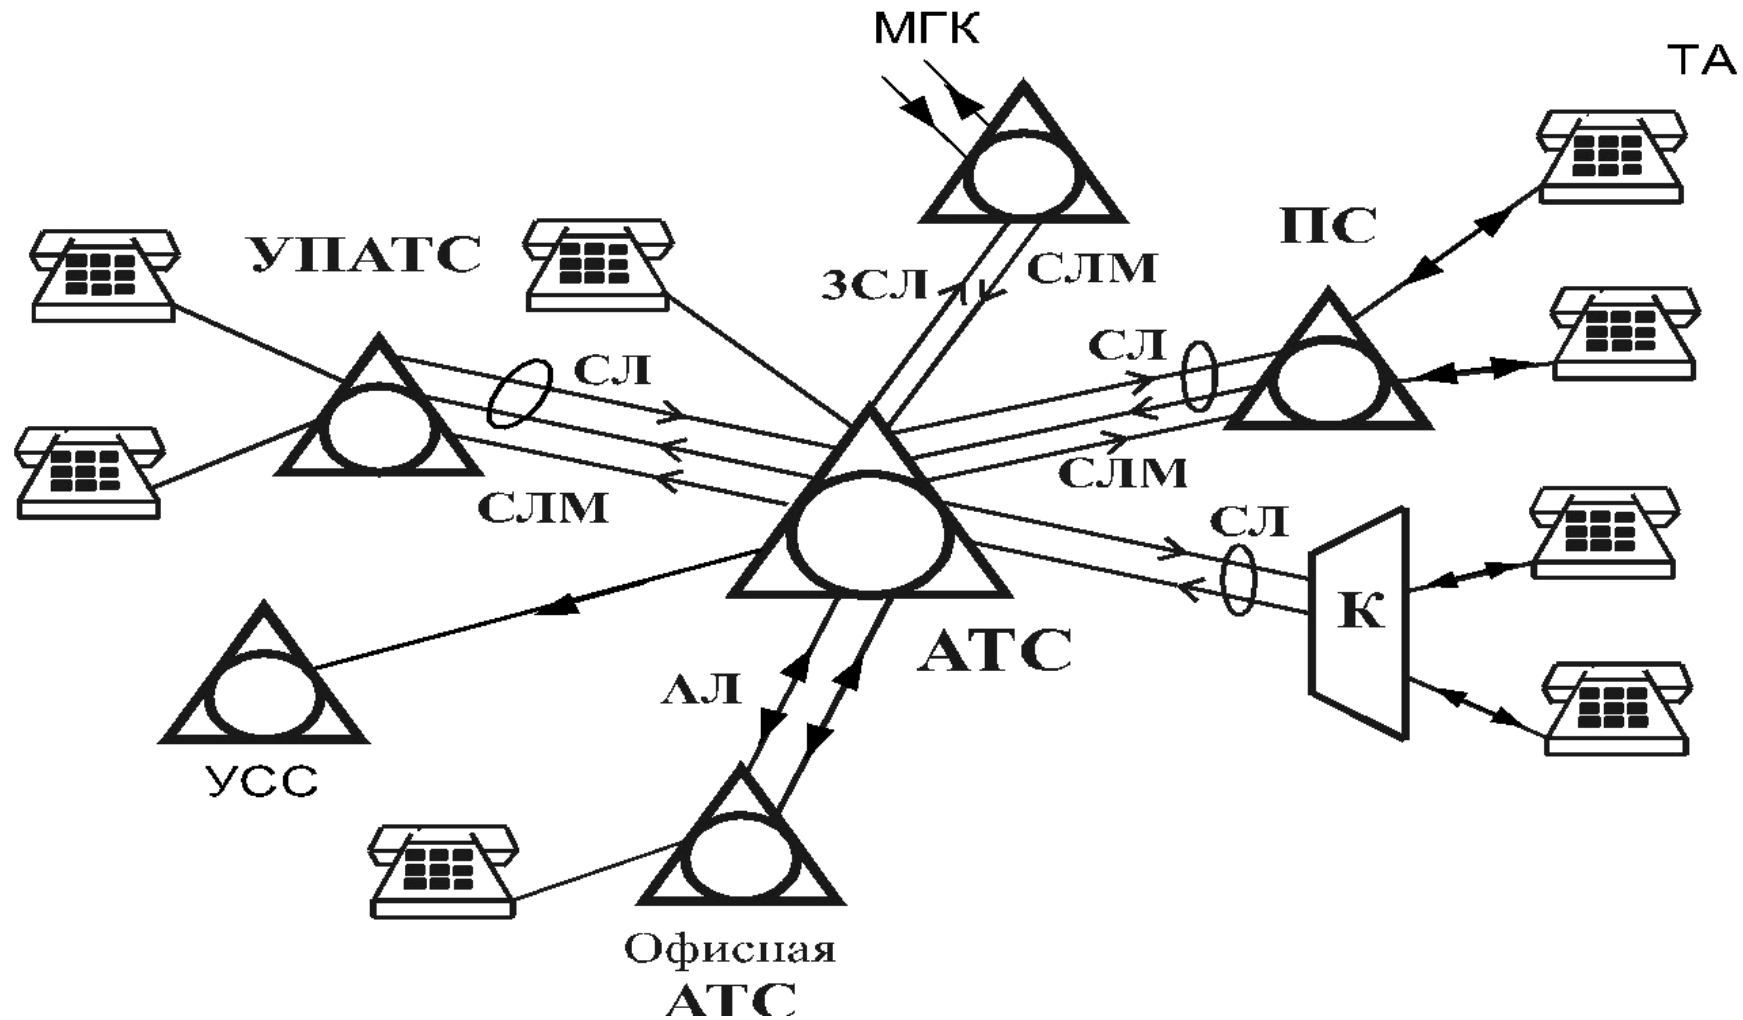 МГК
ТА
ПС
УПАТС
СЛМ
ЗСЛ
СЛ
СЛ
СЛМ
СЛМ
СЛ
К
АТС
АЛ
УСС
Офисная
АТС